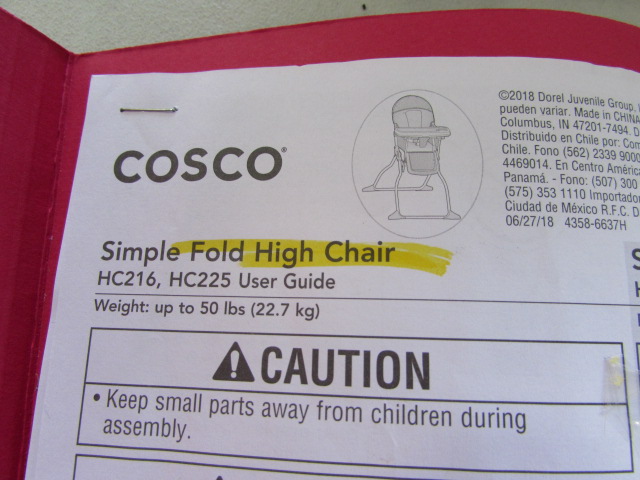 COSCO®
©2018 Dorel Juvenile Group,
pueden variar. Made in CHINA
Columbus, IN 47201-7494.
Distribuido en Chile por:
Chile. Fono (562) 2339 9000
4469014. En Centro América
Panamá. - Fono: (507) 300
(575) 353 1110 Importador
Ciudad de México R.F.C. D
06/27/18 4358-6637H
Simple Fold High Chair
HC216, HC225 User Guide
Weight: up to 50 lbs (22.7 kg)
CAUTION
• Keep small parts away from children during
assembly.